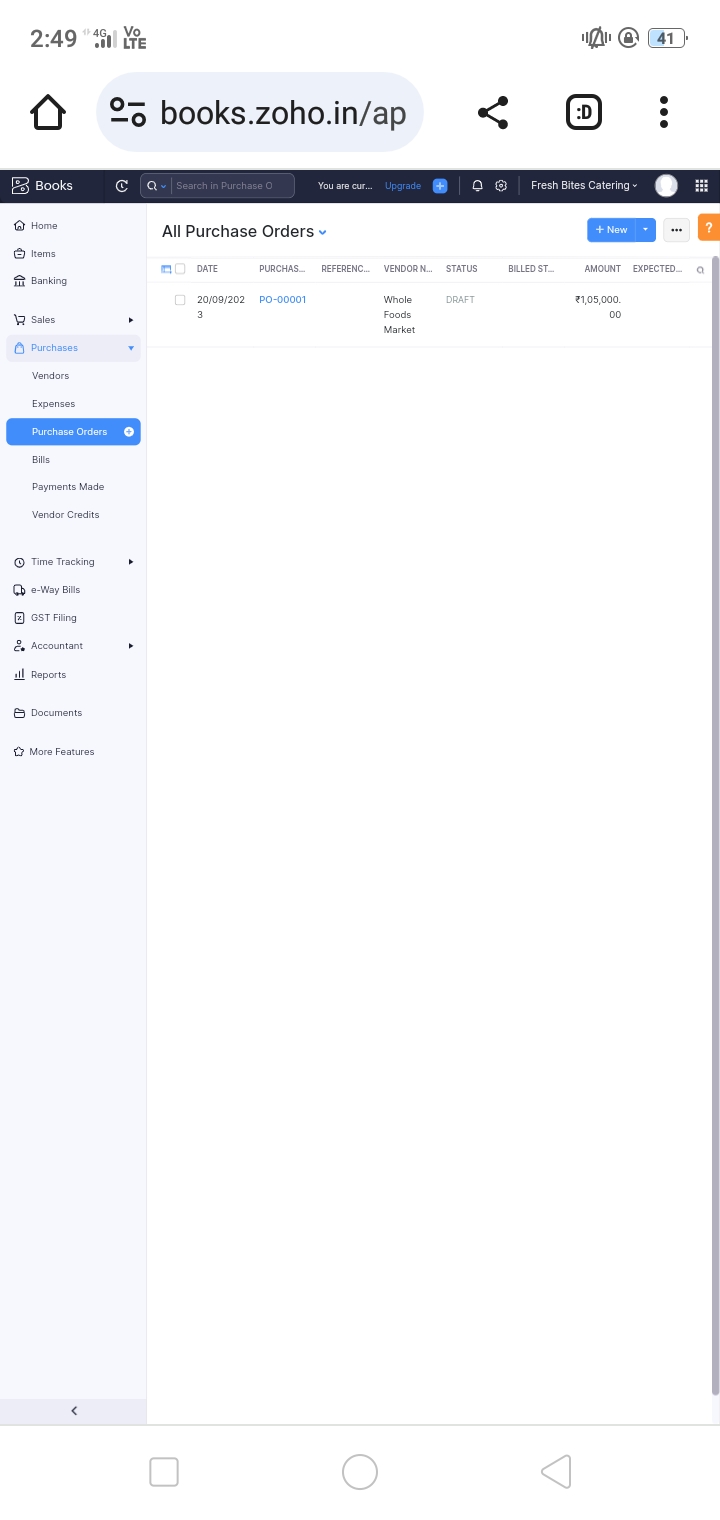 2:49 4G Vo LTE 41
books.zoho.in/ap :D
Books Search in Purchase O You are cur... Upgrade Fresh Bites Catering
Home
Items
Banking
Sales
Purchases
Vendors
Expenses
Purchase Orders
Bills
Payments Made
Vendor Credits
Time Tracking
e-Way Bills
GST Filing
Accountant
Reports
Documents
More Features
All Purchase Orders + New ?
DATE PURCHAS... REFERENC... VENDOR N... STATUS BILLED ST... AMOUNT EXPECTED...
20/09/202 PO-00001 Whole DRAFT ₹1,05,000.
3 Foods 00
Market